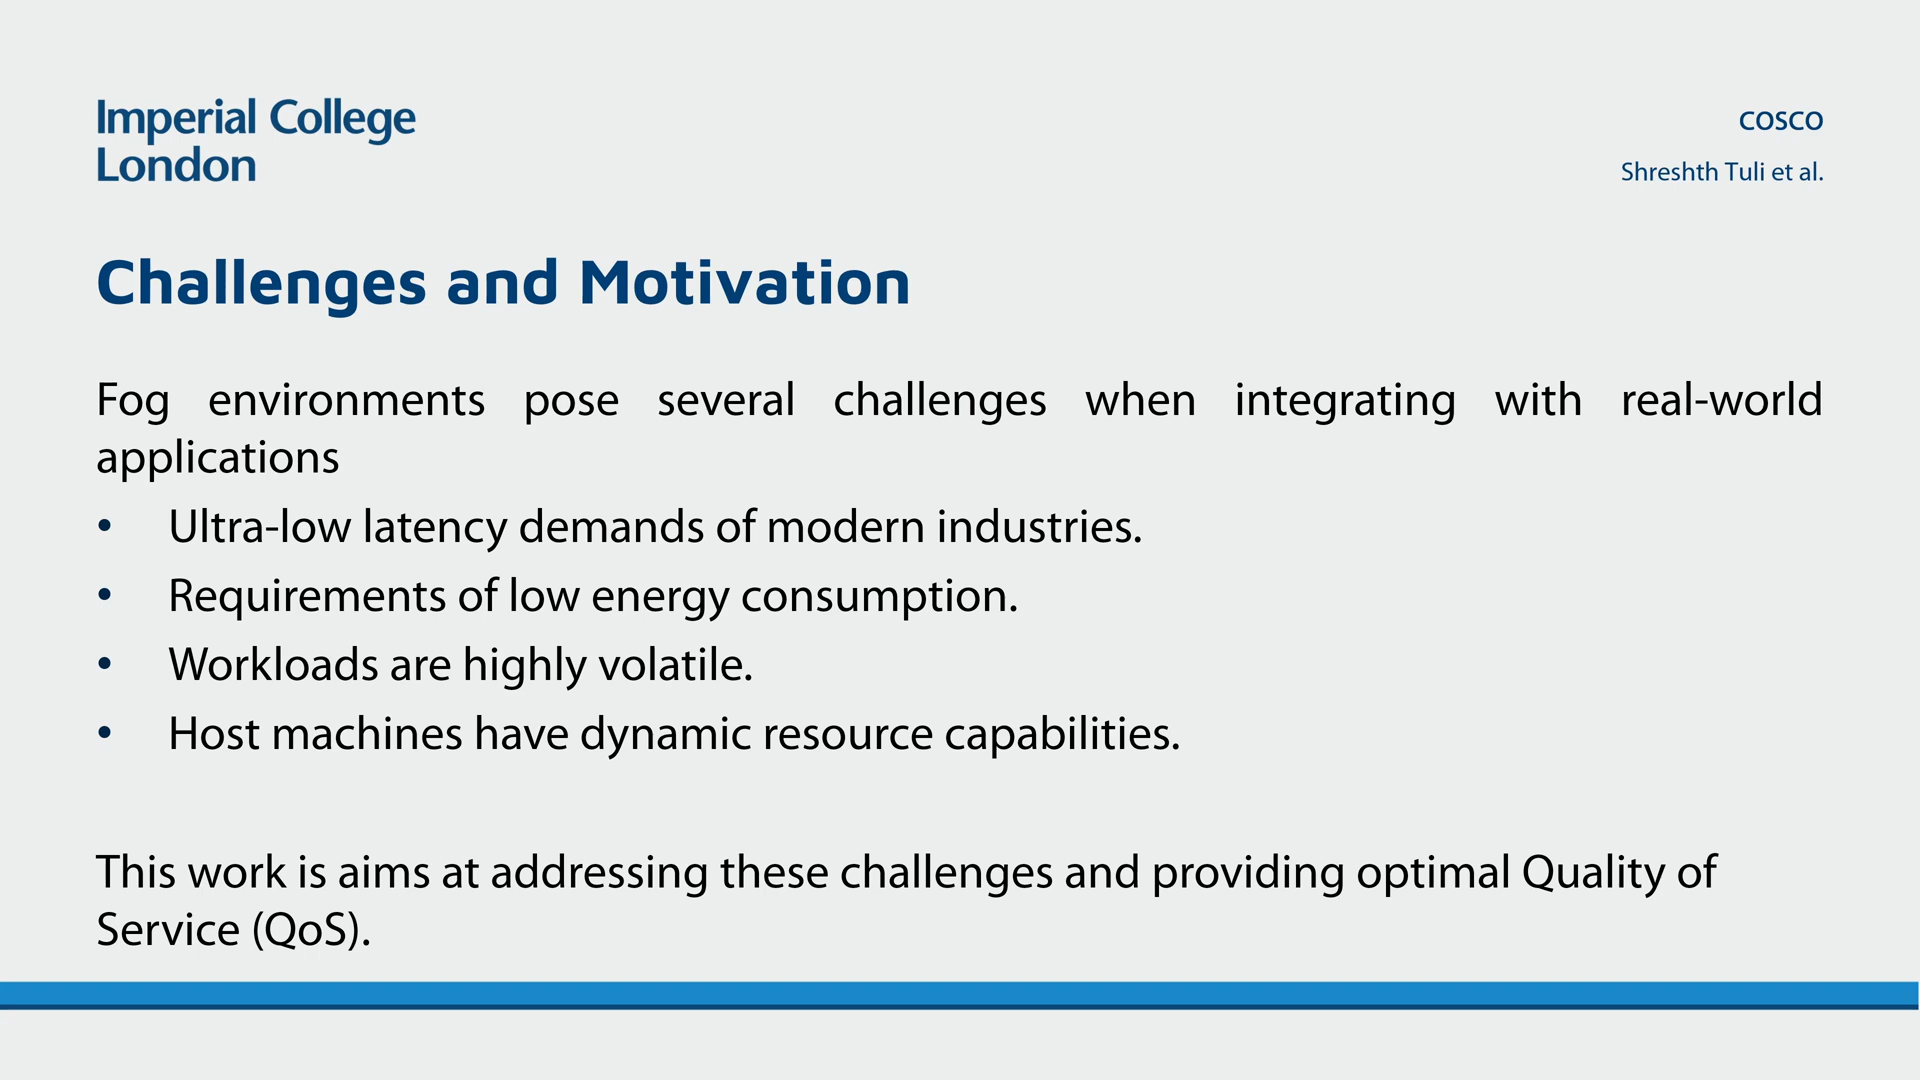 Imperial College
London
COSCO
Shreshth Tuli et al.
Challenges and Motivation
Fog environments pose several challenges when integrating with real-world
applications
• Ultra-low latency demands of modern industries.
• Requirements of low energy consumption.
• Workloads are highly volatile.
• Host machines have dynamic resource capabilities.
This work is aims at addressing these challenges and providing optimal Quality of
Service (QoS).